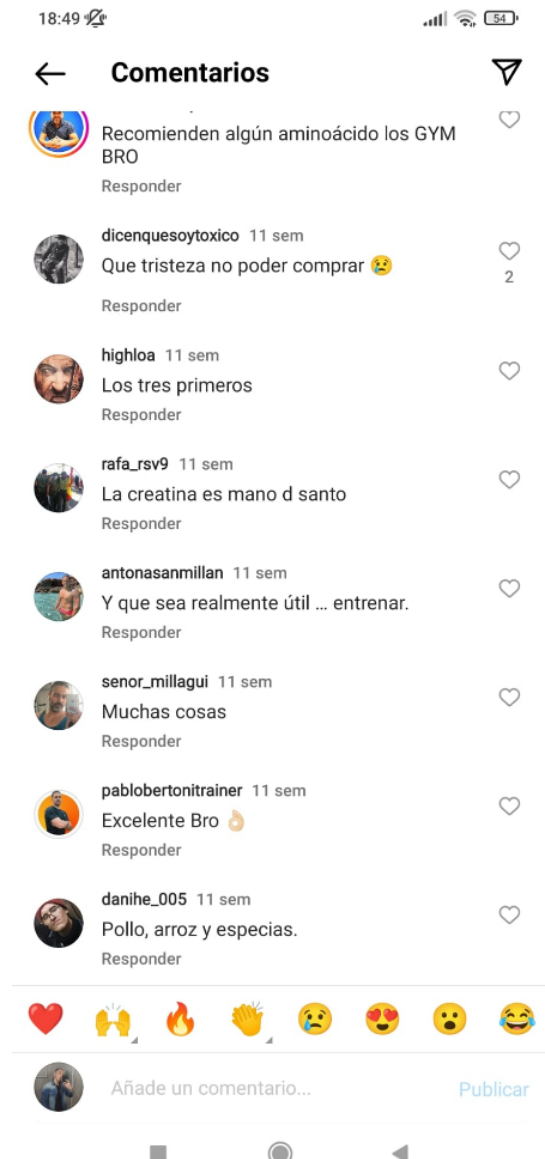 18:49
54
Comentarios
Recomienden algún aminoácido los GYM
BRO
Responder
dicenquesoytoxico 11 sem
Que tristeza no poder comprar 😢
2
Responder
highloa 11 sem
Los tres primeros
Responder
rafa_rsv9 11 sem
La creatina es mano d santo
Responder
antonasanmillan 11 sem
Y que sea realmente útil ... entrenar.
Responder
senor_millagui 11 sem
Muchas cosas
Responder
pablobertonitrainer 11 sem
Excelente Bro 👌🏻
Responder
danihe_005 11 sem
Pollo, arroz y especias.
Responder
❤️ 🙌 🔥 👏 😢 😍 😮 😂
Añade un comentario... Publicar